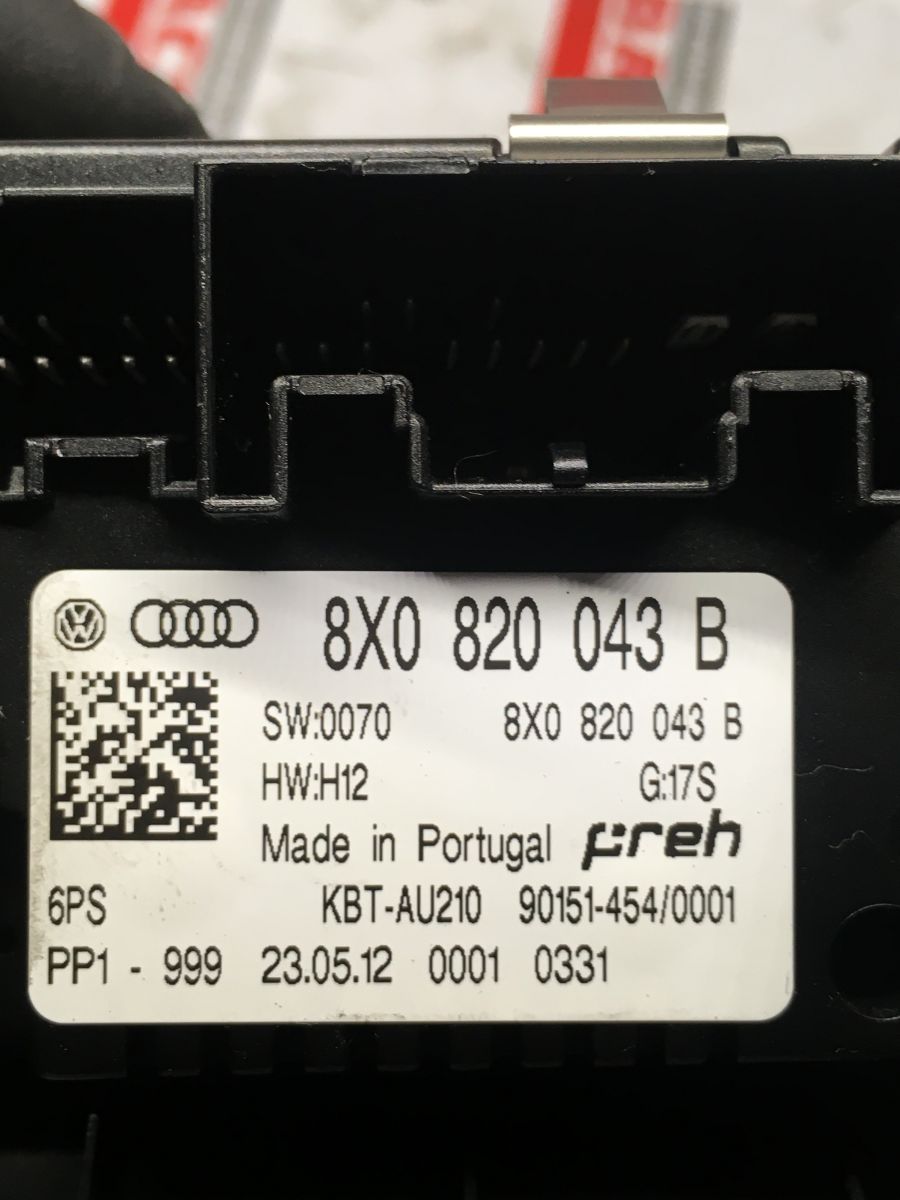 8X0 820 043 B
SW:0070 8X0 820 043 B
HW:H12 G:17S
Made in Portugal preh
6PS KBT-AU210 90151-454/0001
PP1 - 999 23.05.12 0001 0331